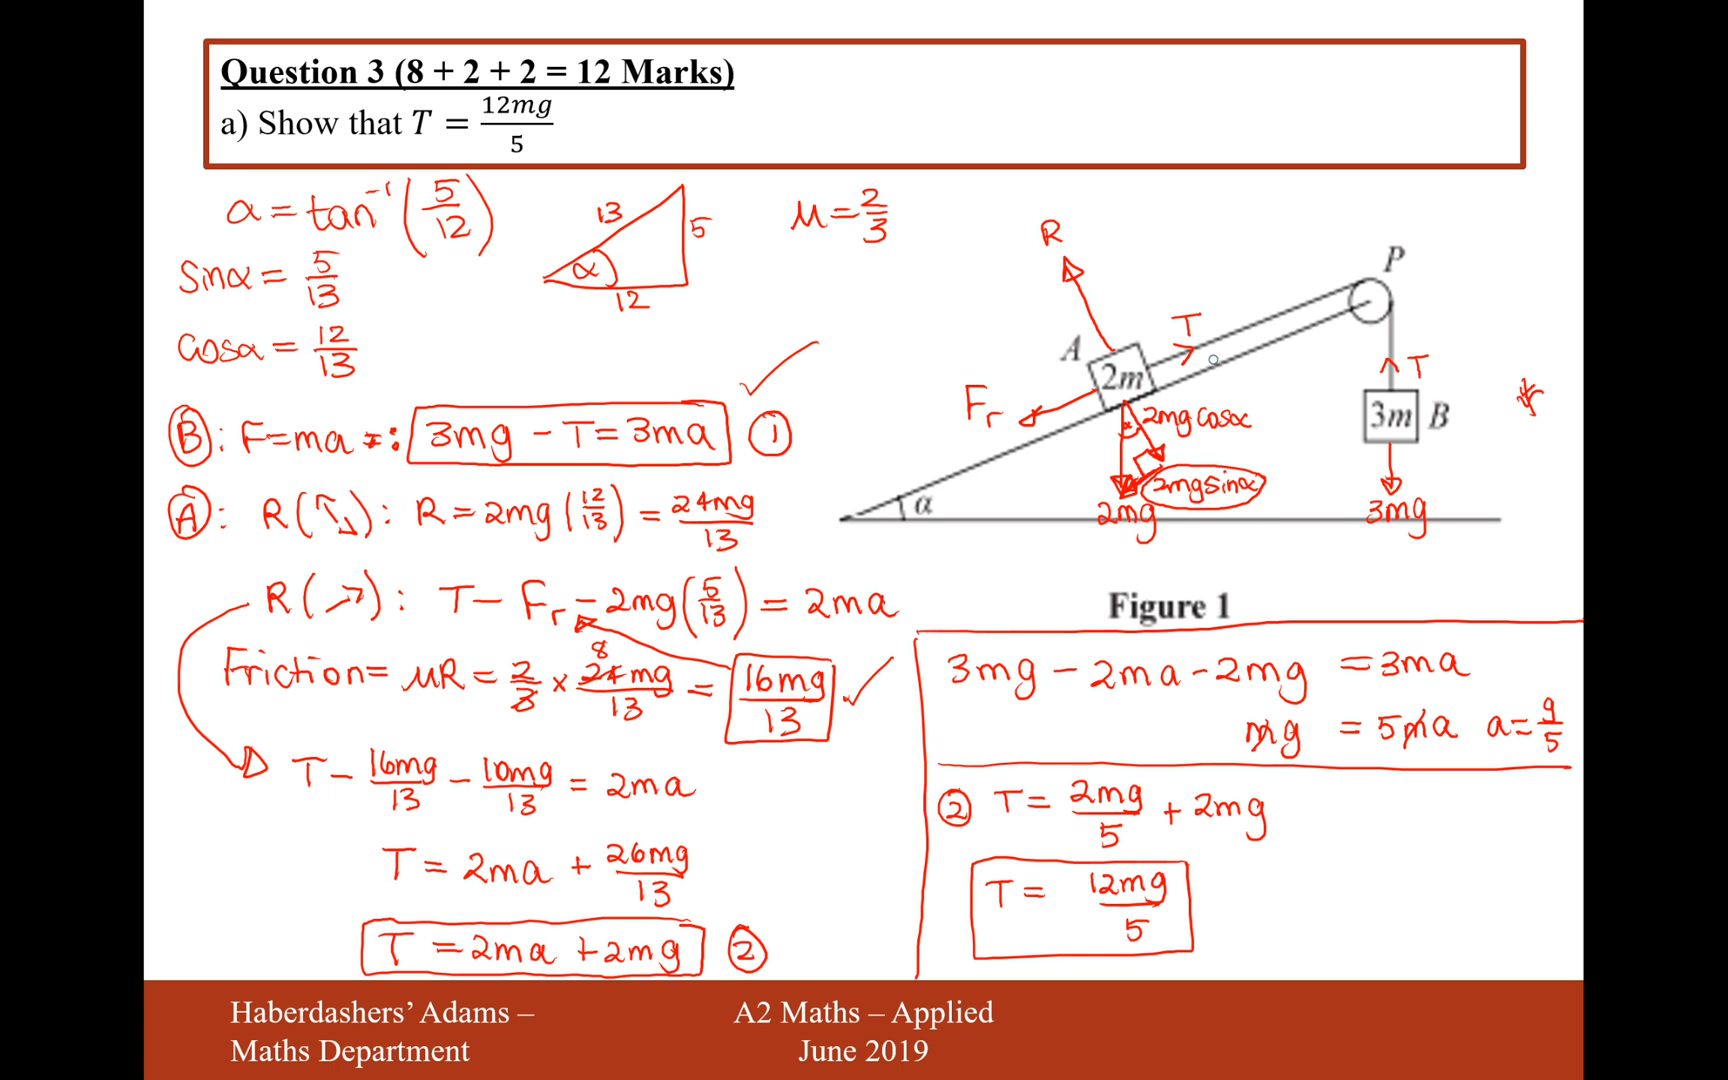 Question 3 (8 + 2 + 2 = 12 Marks)
a) Show that T = 12mg/5
α = tan⁻¹(5/12)
13
5
α
12
μ = 2/3
sinα = 5/13
cosα = 12/13
Ⓑ: F=ma : 3mg − T = 3ma ①
Ⓐ: R(↖↘): R = 2mg(12/13) = 24mg/13
R(↗): T − Fr − 2mg(5/13) = 2ma
Friction = μR = 2/3 × 24mg/13 = 16mg/13
8
T − 16mg/13 − 10mg/13 = 2ma
T = 2ma + 26mg/13
T = 2ma + 2mg ②
R
P
T
A
2m
T
Fr
2mg cosα
3m B
α
2mgsinα
α
2mg
3mg
Figure 1
3mg − 2ma − 2mg = 3ma
mg = 5ma a = g/5
② T = 2mg/5 + 2mg
T = 12mg/5
Haberdashers’ Adams –
Maths Department
A2 Maths – Applied
June 2019